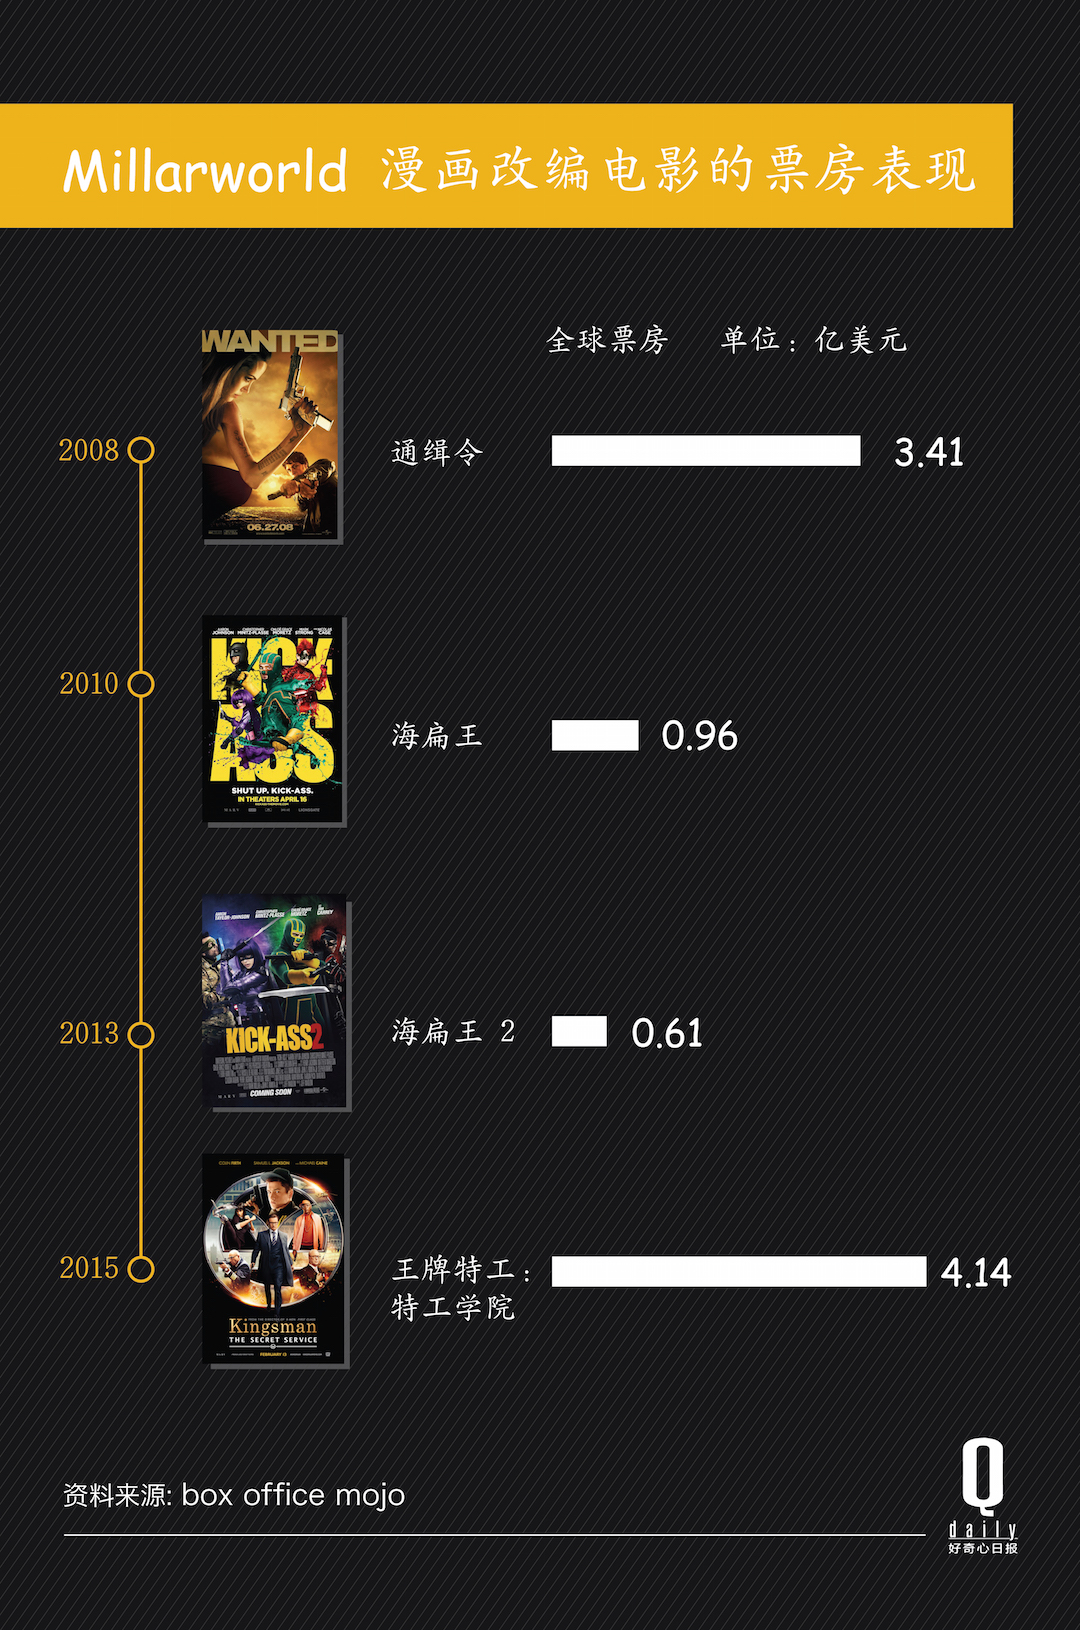 Millarworld 漫画改编电影的票房表现
全球票房 单位：亿美元
WANTED
06.27.08
2008
通缉令
3.41
KICK
ASS
SHUT UP. KICK-ASS.
IN THEATERS APRIL 16
2010
海扁王
0.96
KICK-ASS2
COMING SOON
2013
海扁王 2
0.61
Kingsman
THE SECRET SERVICE
FEBRUARY 13
2015
王牌特工：
特工学院
4.14
资料来源: box office mojo
Q
daily
好奇心日报